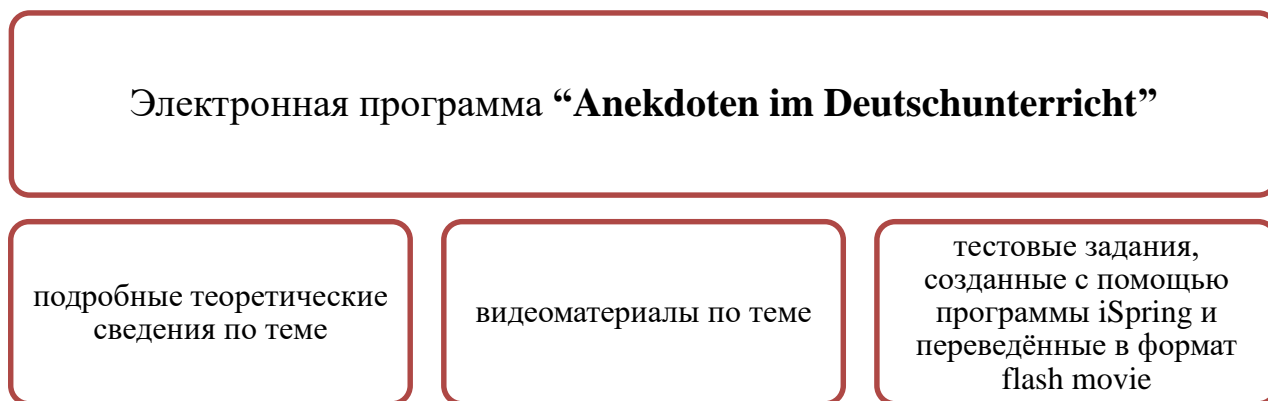 Электронная программа “Anekdoten im Deutschunterricht”
подробные теоретические
сведения по теме
видеоматериалы по теме
тестовые задания,
созданные с помощью
программы iSpring и
переведённые в формат
flash movie